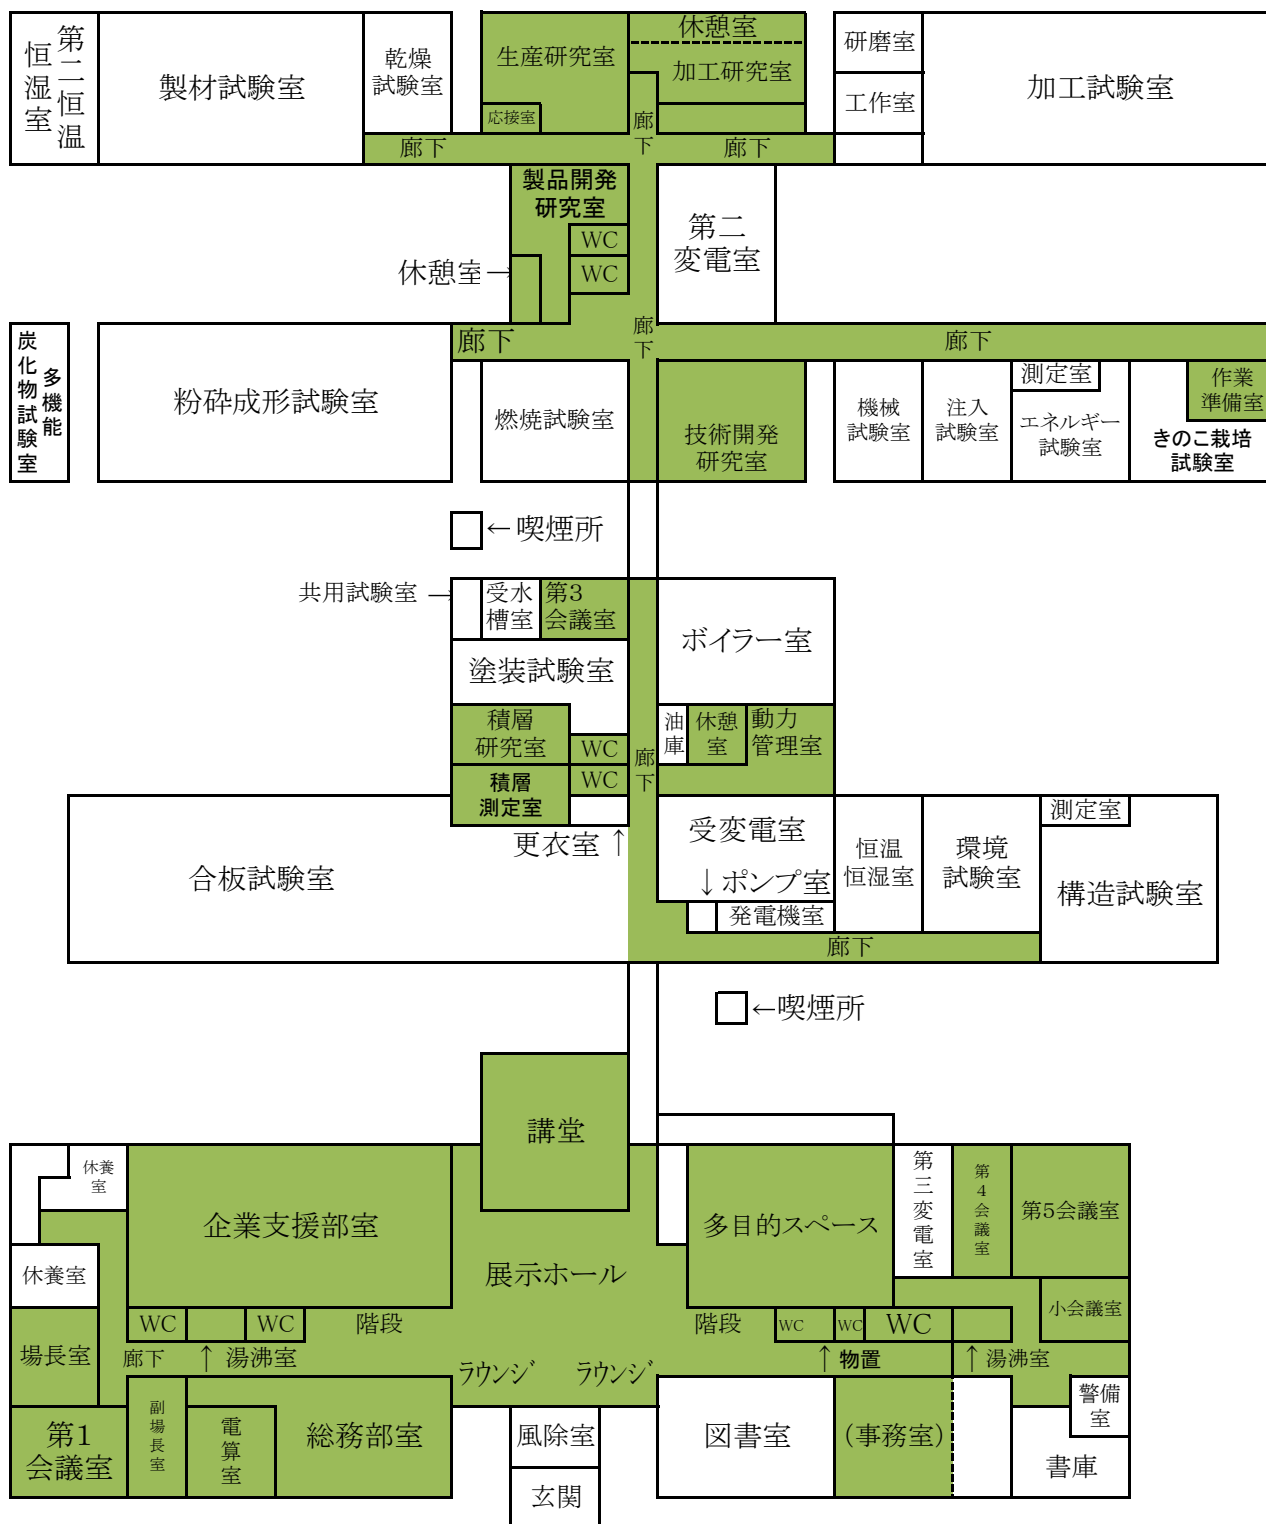 第二恒温
恒湿室
製材試験室
乾燥
試験室
生産研究室
応接室
休憩室
加工研究室
研磨室
工作室
加工試験室
廊下
廊下
廊下
製品開発
研究室
WC
WC
休憩室→
第二
変電室
多機能
炭化物試験室
粉砕成形試験室
廊下
廊下
廊下
燃焼試験室
技術開発
研究室
機械
試験室
注入
試験室
測定室
エネルギー
試験室
作業
準備室
きのこ栽培
試験室
←喫煙所
共用試験室→
受水
槽室
第3
会議室
ボイラー室
塗装試験室
積層
研究室
WC
油庫
休憩
室
動力
管理室
廊下
積層
測定室
WC
更衣室↑
合板試験室
受変電室
↓ポンプ室
発電機室
恒温
恒湿室
環境
試験室
測定室
構造試験室
廊下
←喫煙所
講堂
休養
室
企業支援部室
展示ホール
多目的スペース
第三変電室
第4会議室
第5会議室
休養室
小会議室
WC
WC
階段
階段
WC
WC
WC
場長室
廊下
↑湯沸室
ラウンジ
ラウンジ
↑物置
↑湯沸室
第1
会議室
副場長室
電算室
総務部室
風除室
玄関
図書室
(事務室)
警備
室
書庫